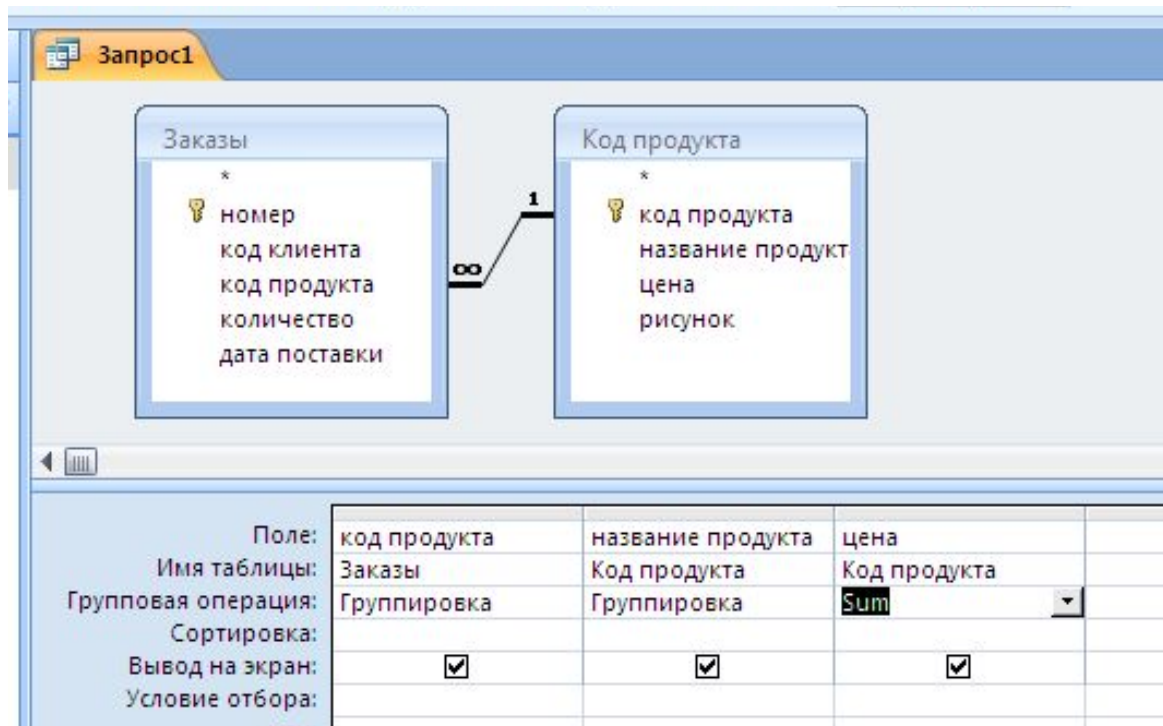 Запрос1
Заказы
*
номер
код клиента
код продукта
количество
дата поставки
∞
1
Код продукта
*
код продукта
название продукт
цена
рисунок
Поле: код продукта название продукта цена
Имя таблицы: Заказы Код продукта Код продукта
Групповая операция: Группировка Группировка Sum
Сортировка:
Вывод на экран:
Условие отбора: